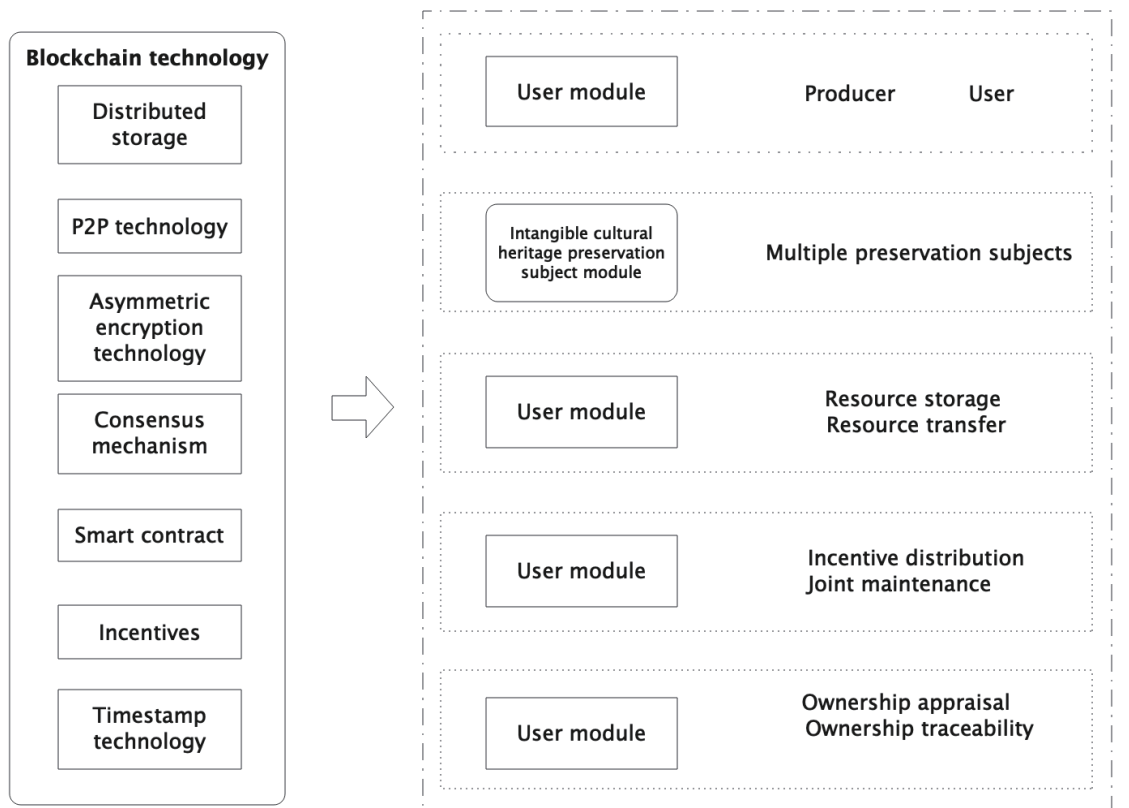 Blockchain technology
Distributed
storage
P2P technology
Asymmetric
encryption
technology
Consensus
mechanism
Smart contract
Incentives
Timestamp
technology
User module
Producer User
Intangible cultural
heritage preservation
subject module
Multiple preservation subjects
User module
Resource storage
Resource transfer
User module
Incentive distribution
Joint maintenance
User module
Ownership appraisal
Ownership traceability